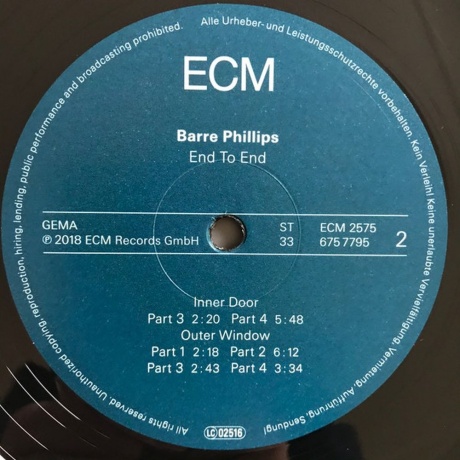 Alle Urheber- und Leistungsschutzrechte vorbehalten. Kein Verleih! Keine unerlaubte Vervielfältigung, Vermietung, Aufführung, Sendung!
All rights reserved. Unauthorized copying, reproduction, hiring, lending, public performance and broadcasting prohibited.
ECM
Barre Phillips
End To End
GEMA ST ECM 2575
℗ 2018 ECM Records GmbH 33 675 7795 2
Inner Door
Part 3 2:20 Part 4 5:48
Outer Window
Part 1 2:18 Part 2 6:12
Part 3 2:43 Part 4 3:34
LC 02516